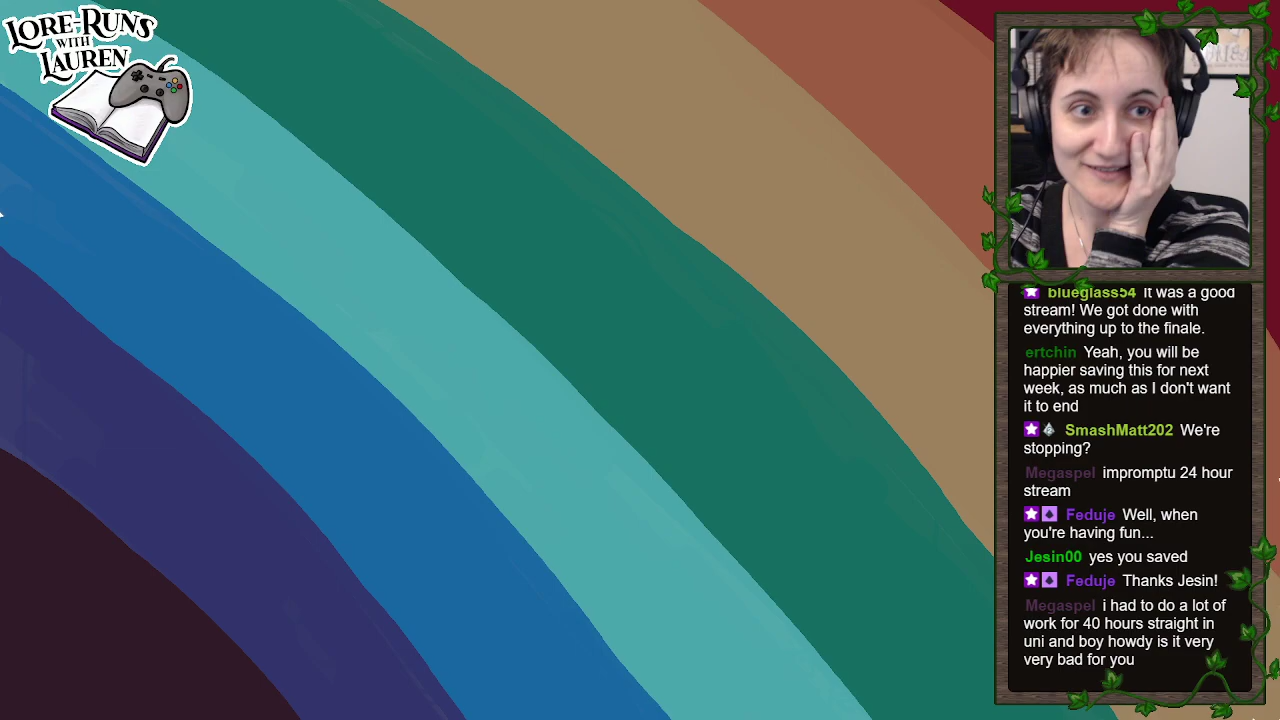 LORE-RUNS
WITH
LAUREN
blueglass54 It was a good
stream! We got done with
everything up to the finale.
ertchin Yeah, you will be
happier saving this for next
week, as much as I don't want
it to end
SmashMatt202 We're
stopping?
Megaspel impromptu 24 hour
stream
Feduje Well, when
you're having fun...
Jesin00 yes you saved
Feduje Thanks Jesin!
Megaspel i had to do a lot of
work for 40 hours straight in
uni and boy howdy is it very
very bad for you